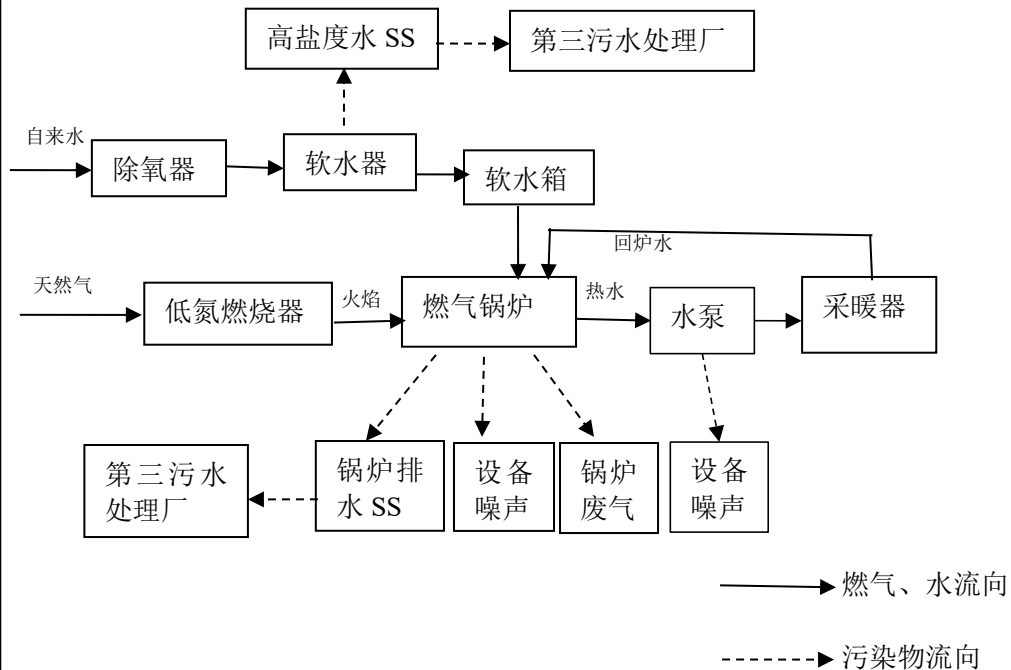 高盐度水 SS
第三污水处理厂
自来水
除氧器
软水器
软水箱
回炉水
天然气
低氮燃烧器
火焰
燃气锅炉
热水
水泵
采暖器
第三污水
处理厂
锅炉排
水 SS
设备
噪声
锅炉
废气
设备
噪声
燃气、水流向
污染物流向